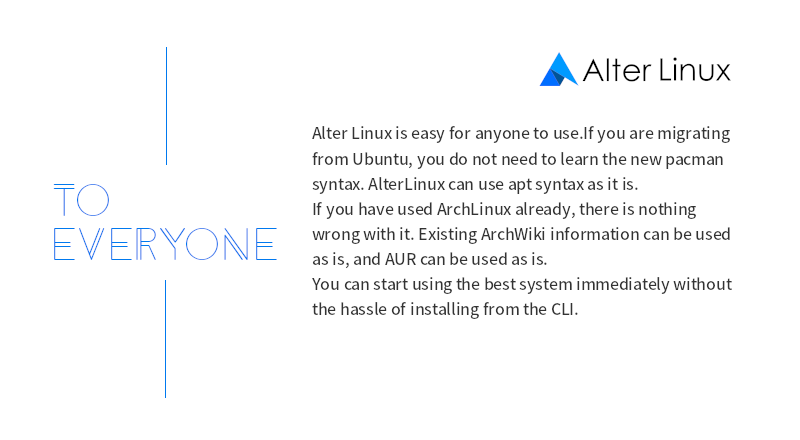 Alter Linux
TO
EVERYONE
Alter Linux is easy for anyone to use.If you are migrating
from Ubuntu, you do not need to learn the new pacman
syntax. AlterLinux can use apt syntax as it is.
If you have used ArchLinux already, there is nothing
wrong with it. Existing ArchWiki information can be used
as is, and AUR can be used as is.
You can start using the best system immediately without
the hassle of installing from the CLI.